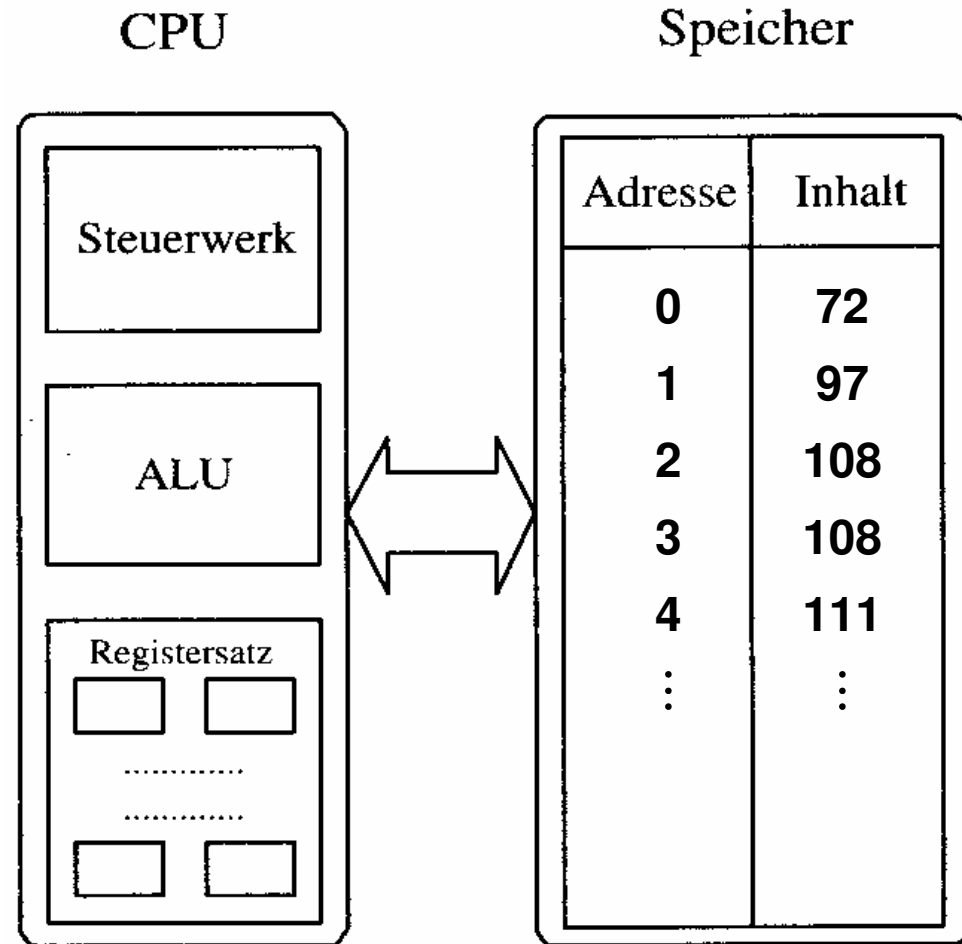 CPU
Speicher
Steuerwerk
ALU
Registersatz
Adresse Inhalt
0 72
1 97
2 108
3 108
4 111
⋮ ⋮